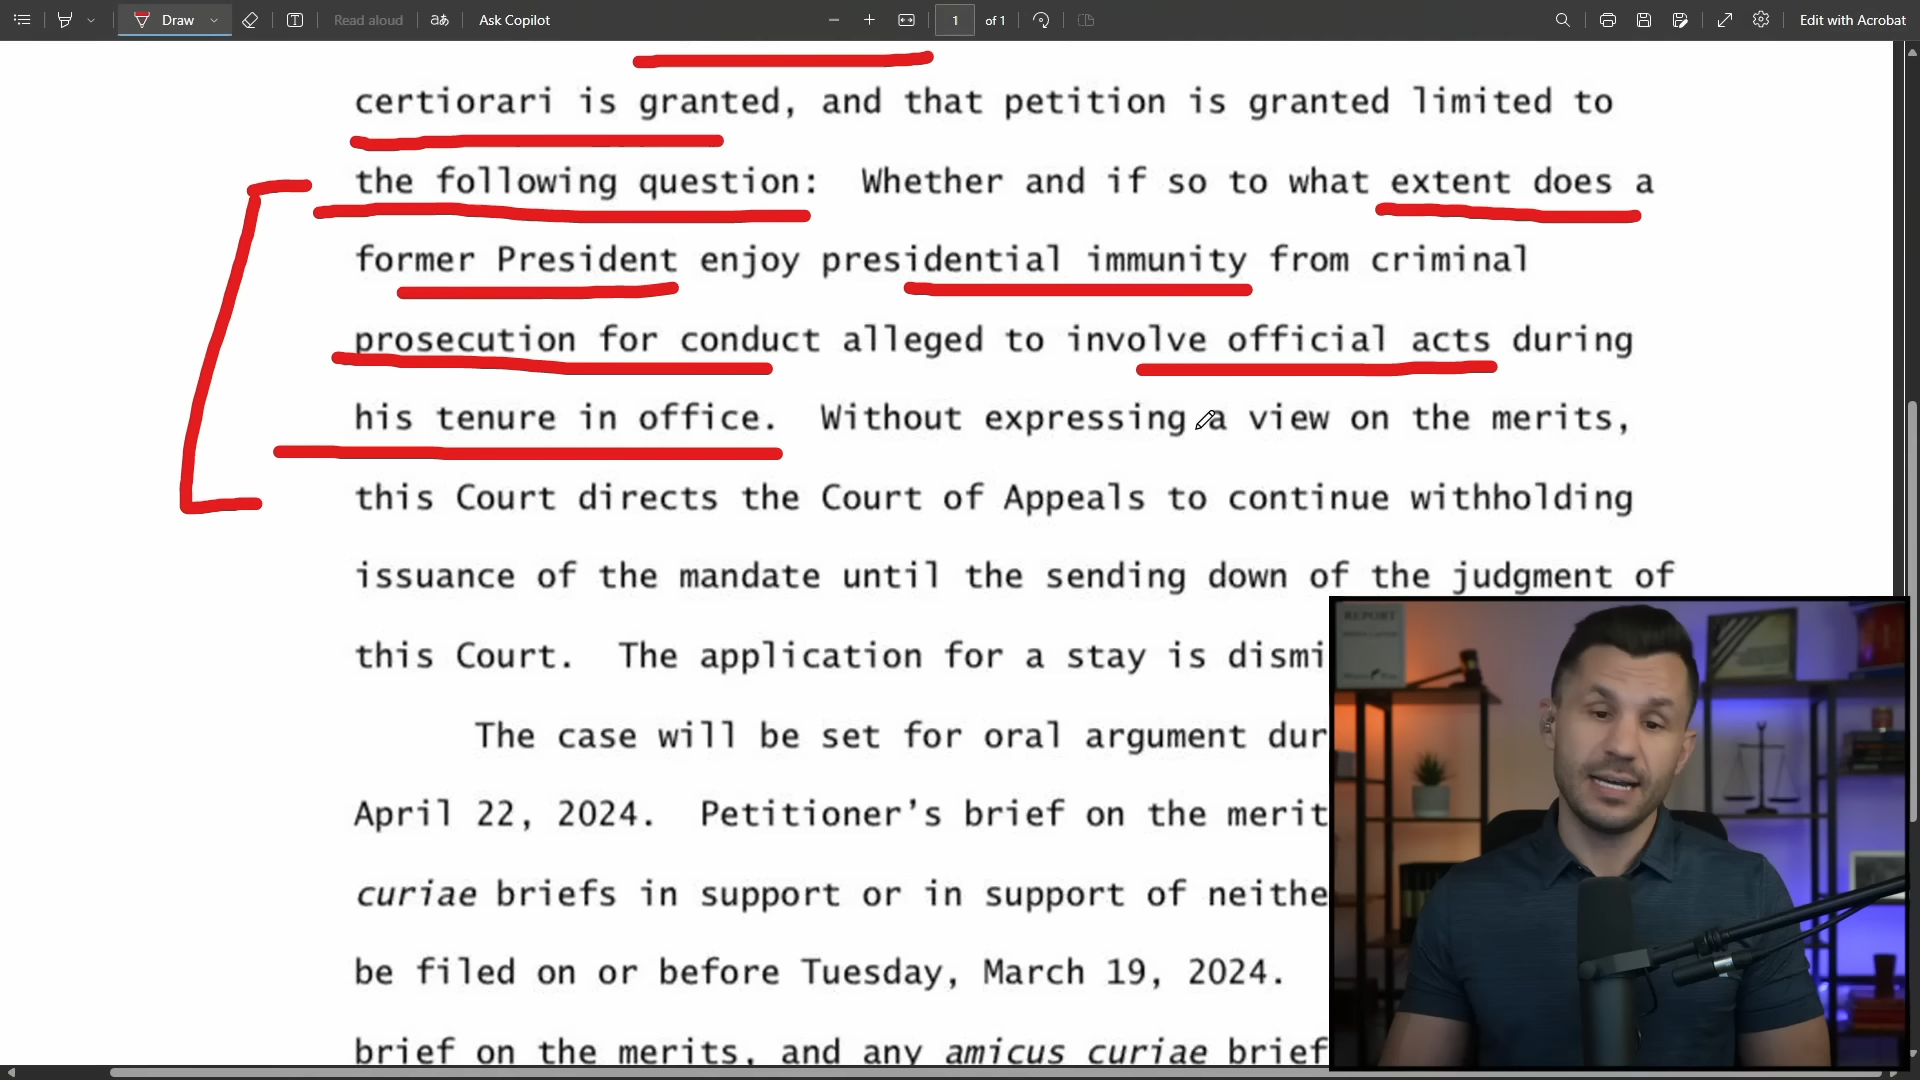 Draw
Read aloud
aあ
Ask Copilot
1
of 1
Edit with Acrobat
certiorari is granted, and that petition is granted limited to
the following question:  Whether and if so to what extent does a
former President enjoy presidential immunity from criminal
prosecution for conduct alleged to involve official acts during
his tenure in office.  Without expressing a view on the merits,
this Court directs the Court of Appeals to continue withholding
issuance of the mandate until the sending down of the judgment of
this Court.  The application for a stay is dismi
The case will be set for oral argument dur
April 22, 2024.  Petitioner’s brief on the merit
curiae briefs in support or in support of neithe
be filed on or before Tuesday, March 19, 2024.
brief on the merits, and any amicus curiae brief
REPORT